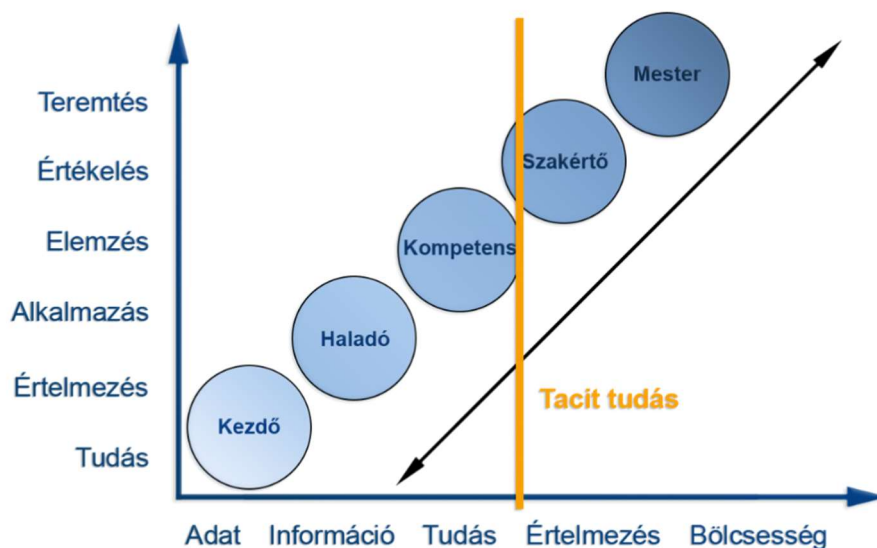 Teremtés
Értékelés
Elemzés
Alkalmazás
Értelmezés
Tudás
Mester
Szakértő
Kompetens
Haladó
Kezdő
Tacit tudás
Adat Információ Tudás Értelmezés Bölcsesség